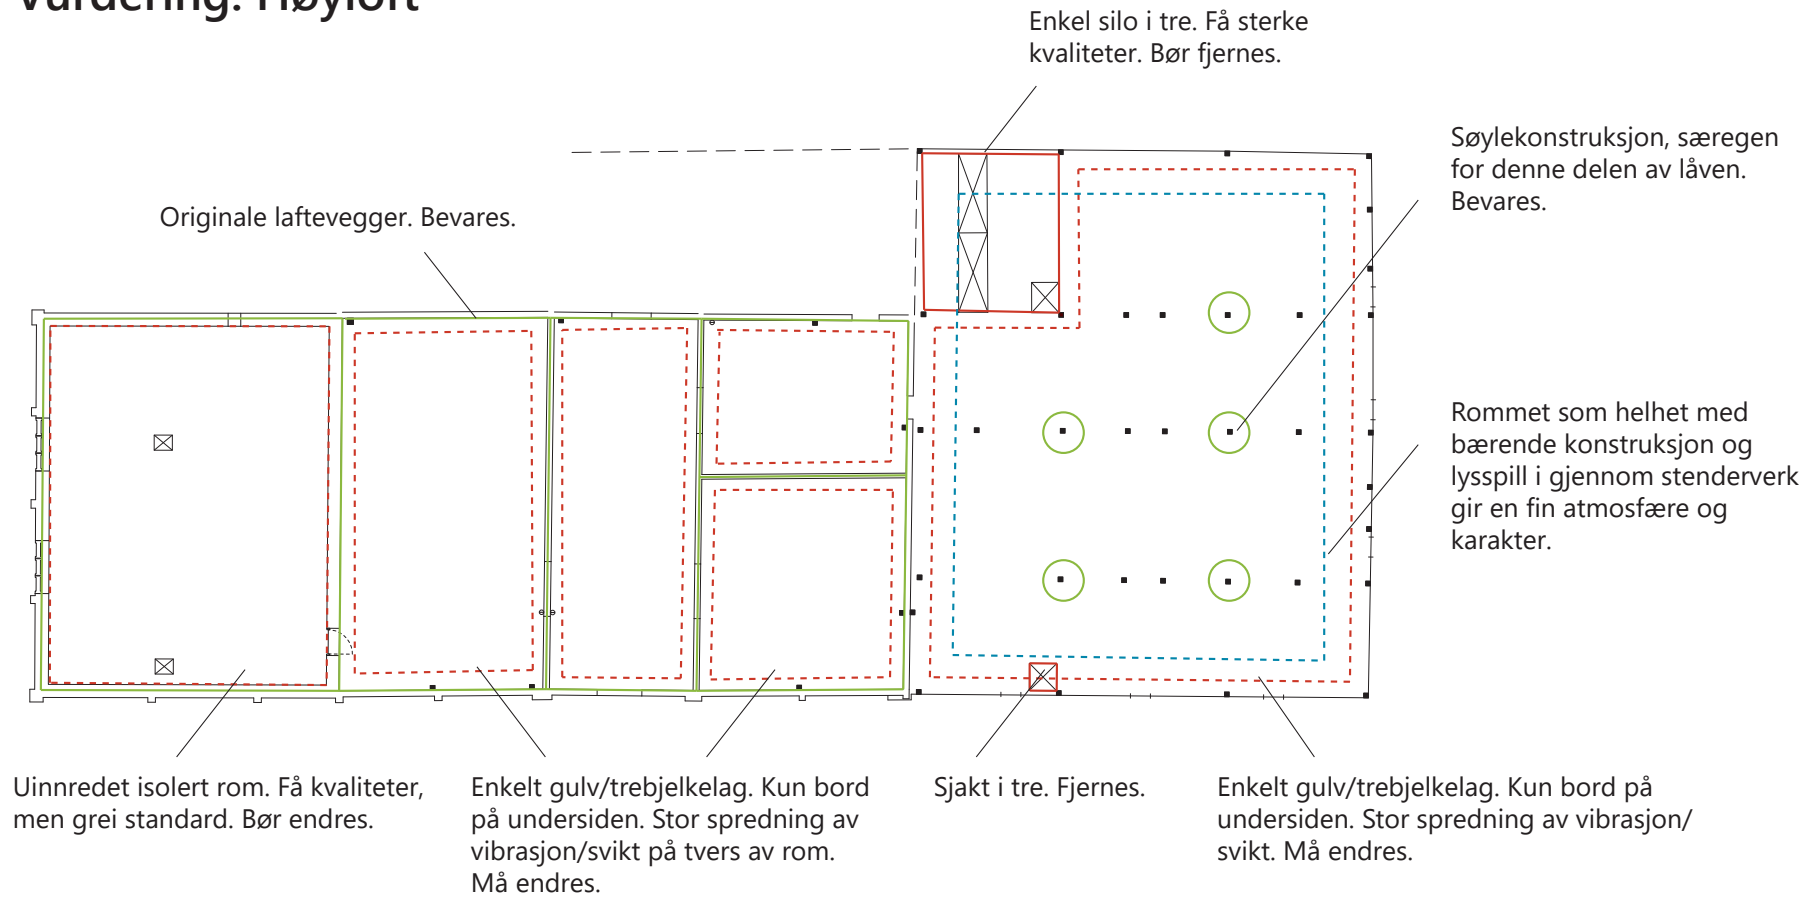 Vurdering: Høyloft
Enkel silo i tre. Få sterke
kvaliteter. Bør fjernes.
Søylekonstruksjon, særegen
for denne delen av låven.
Bevares.
Originale laftevegger. Bevares.
Rommet som helhet med
bærende konstruksjon og
lysspill i gjennom stenderverk
gir en fin atmosfære og
karakter.
Uinnredet isolert rom. Få kvaliteter,
men grei standard. Bør endres.
Enkelt gulv/trebjelkelag. Kun bord
på undersiden. Stor spredning av
vibrasjon/svikt på tvers av rom.
Må endres.
Sjakt i tre. Fjernes.
Enkelt gulv/trebjelkelag. Kun bord på
undersiden. Stor spredning av vibrasjon/
svikt. Må endres.